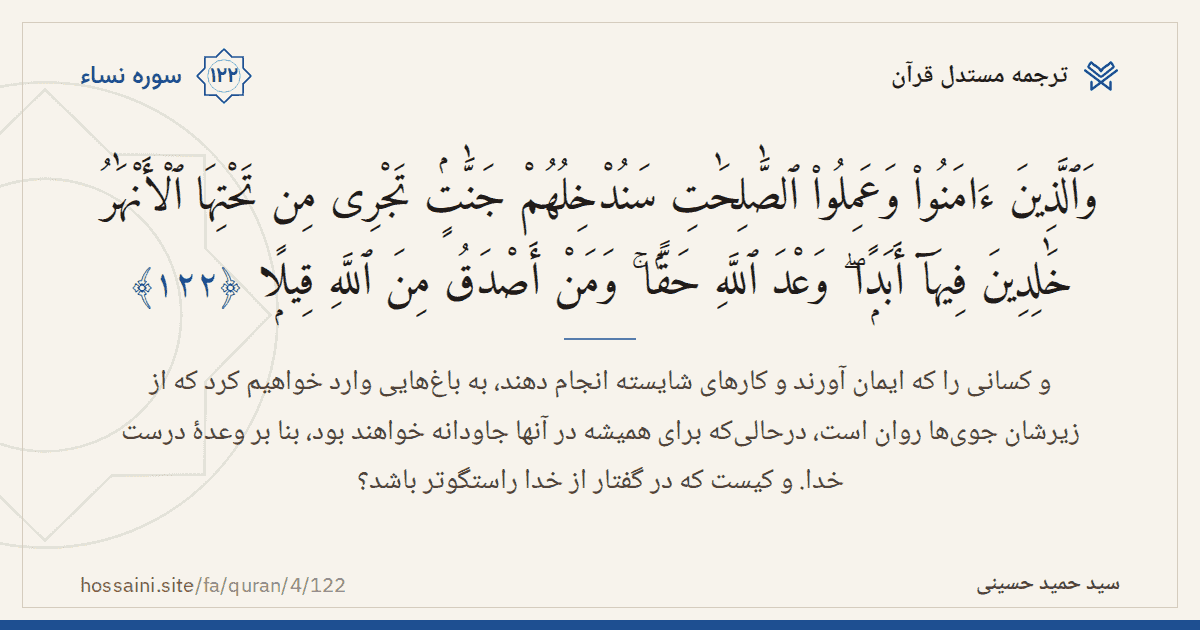 ترجمه مستدل قرآن
۱۲۲ سوره نساء
وَٱلَّذِينَ ءَامَنُوا۟ وَعَمِلُوا۟ ٱلصَّٰلِحَٰتِ سَنُدْخِلُهُمْ جَنَّٰتٍۢ تَجْرِى مِن تَحْتِهَا ٱلْأَنْهَٰرُ
خَٰلِدِينَ فِيهَآ أَبَدًۭا ۖ وَعْدَ ٱللَّهِ حَقًّۭا ۚ وَمَنْ أَصْدَقُ مِنَ ٱللَّهِ قِيلًۭا ﴿١٢٢﴾
و کسانی را که ایمان آورند و کارهای شایسته انجام دهند، به باغ‌هایی وارد خواهیم کرد که از
زیرشان جوی‌ها روان است، درحالی‌که برای همیشه در آنها جاودانه خواهند بود، بنا بر وعدهٔ درست
خدا. و کیست که در گفتار از خدا راستگوتر باشد؟
سید حمید حسینی
hossaini.site/fa/quran/4/122